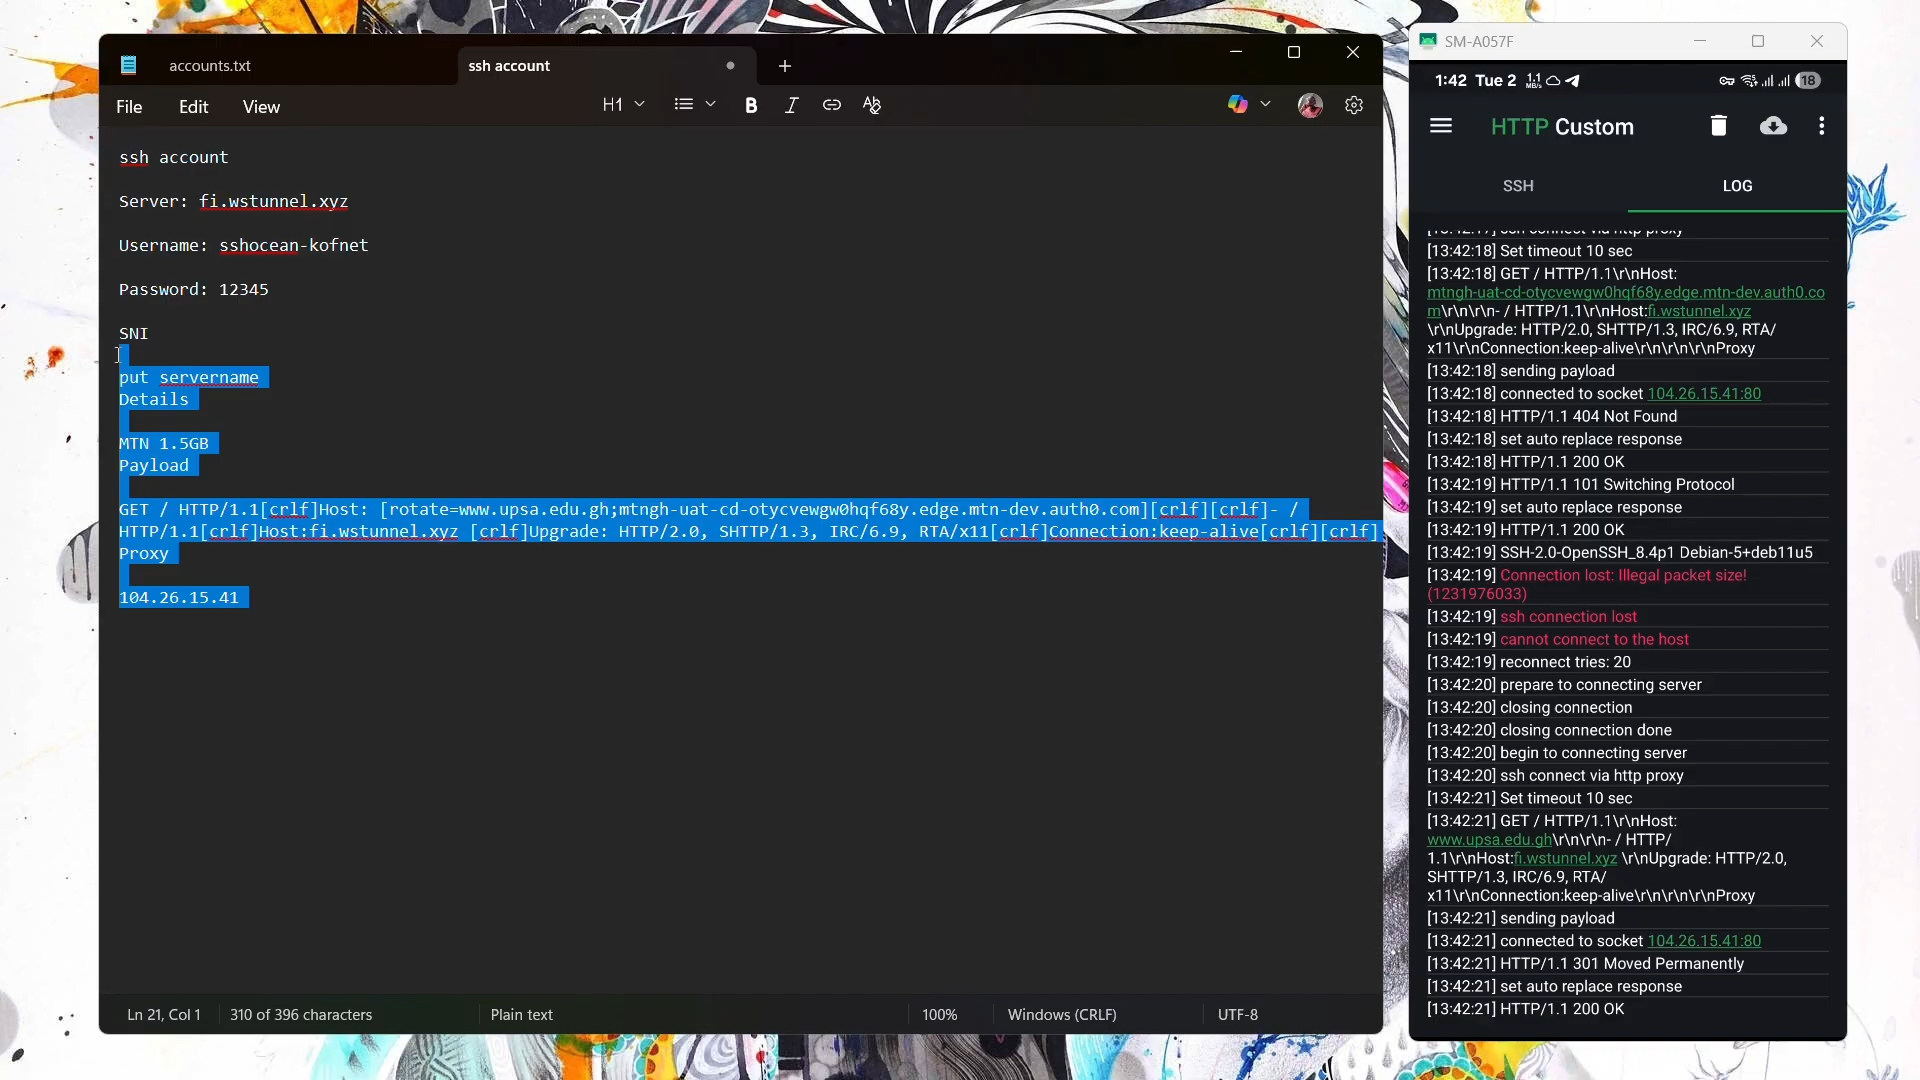 accounts.txt
ssh account
File Edit View
H1
ssh account
Server: fi.wstunnel.xyz
Username: sshocean-kofnet
Password: 12345
SNI
put servername
Details
MTN 1.5GB
Payload
GET / HTTP/1.1[crlf]Host: [rotate=www.upsa.edu.gh;mtngh-uat-cd-otycvewgw0hqf68y.edge.mtn-dev.auth0.com][crlf][crlf]- /
HTTP/1.1[crlf]Host:fi.wstunnel.xyz [crlf]Upgrade: HTTP/2.0, SHTTP/1.3, IRC/6.9, RTA/x11[crlf]Connection:keep-alive[crlf][crlf]
Proxy
104.26.15.41
Ln 21, Col 1 310 of 396 characters Plain text 100% Windows (CRLF) UTF-8
SM-A057F
1:42 Tue 2 1.1 MB/s 18
HTTP Custom
SSH LOG
[13:42:17] ssh connect via http proxy
[13:42:18] Set timeout 10 sec
[13:42:18] GET / HTTP/1.1\r\nHost:
mtngh-uat-cd-otycvewgw0hqf68y.edge.mtn-dev.auth0.co
m\r\n\r\n- / HTTP/1.1\r\nHost:fi.wstunnel.xyz
\r\nUpgrade: HTTP/2.0, SHTTP/1.3, IRC/6.9, RTA/
x11\r\nConnection:keep-alive\r\n\r\n\r\nProxy
[13:42:18] sending payload
[13:42:18] connected to socket 104.26.15.41:80
[13:42:18] HTTP/1.1 404 Not Found
[13:42:18] set auto replace response
[13:42:18] HTTP/1.1 200 OK
[13:42:19] HTTP/1.1 101 Switching Protocol
[13:42:19] set auto replace response
[13:42:19] HTTP/1.1 200 OK
[13:42:19] SSH-2.0-OpenSSH_8.4p1 Debian-5+deb11u5
[13:42:19] Connection lost: Illegal packet size!
(1231976033)
[13:42:19] ssh connection lost
[13:42:19] cannot connect to the host
[13:42:19] reconnect tries: 20
[13:42:20] prepare to connecting server
[13:42:20] closing connection
[13:42:20] closing connection done
[13:42:20] begin to connecting server
[13:42:20] ssh connect via http proxy
[13:42:21] Set timeout 10 sec
[13:42:21] GET / HTTP/1.1\r\nHost:
www.upsa.edu.gh\r\n\r\n- / HTTP/
1.1\r\nHost:fi.wstunnel.xyz \r\nUpgrade: HTTP/2.0,
SHTTP/1.3, IRC/6.9, RTA/
x11\r\nConnection:keep-alive\r\n\r\n\r\nProxy
[13:42:21] sending payload
[13:42:21] connected to socket 104.26.15.41:80
[13:42:21] HTTP/1.1 301 Moved Permanently
[13:42:21] set auto replace response
[13:42:21] HTTP/1.1 200 OK